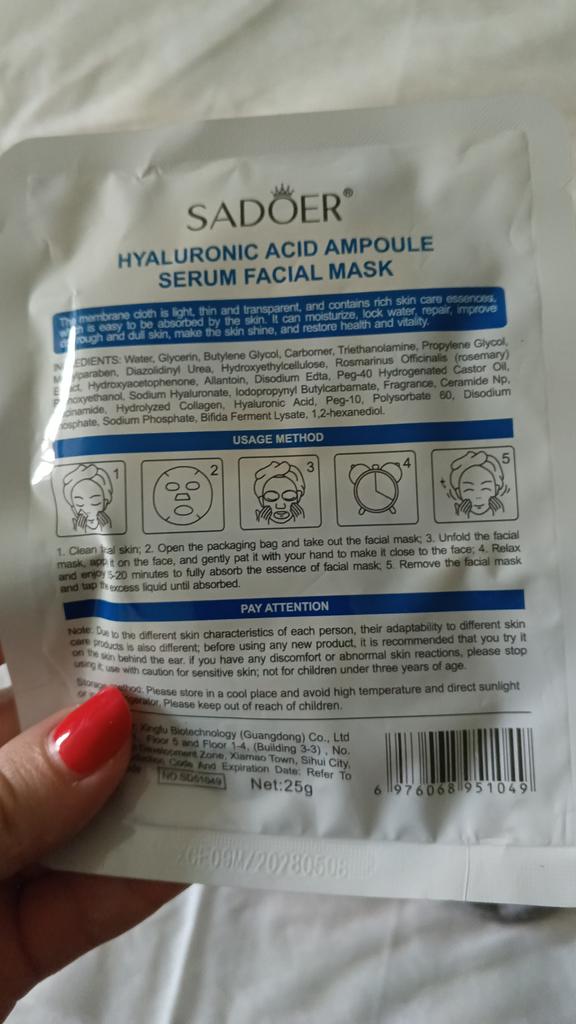 SADOER®
HYALURONIC ACID AMPOULE
SERUM FACIAL MASK
The membrane cloth is light, thin and transparent, and contains rich skin care essences,
is easy to be absorbed by the skin. It can moisturize, lock water, repair, improve
rough and dull skin, make the skin shine, and restore health and vitality.
INGREDIENTS: Water, Glycerin, Butylene Glycol, Carbomer, Triethanolamine, Propylene Glycol,
Diazolidinyl Urea, Hydroxyethylcellulose, Rosmarinus Officinalis (rosemary)
Hydroxyacetophenone, Allantoin, Disodium Edta, Peg-40 Hydrogenated Castor Oil,
Sodium Hyaluronate, Iodopropynyl Butylcarbamate, Fragrance, Ceramide Np,
Hydrolyzed Collagen, Hyaluronic Acid, Peg-10, Polysorbate 60, Disodium
Sodium Phosphate, Bifida Ferment Lysate, 1,2-hexanediol.
USAGE METHOD
1 2 3 4 5
1. Clean skin; 2. Open the packaging bag and take out the facial mask; 3. Unfold the facial
mask, on the face, and gently pat it with your hand to make it close to the face; 4. Relax
and enjoy 20 minutes to fully absorb the essence of facial mask; 5. Remove the facial mask
and tap excess liquid until absorbed.
PAY ATTENTION
Note: Due to the different skin characteristics of each person, their adaptability to different skin
care products is also different; before using any new product, it is recommended that you try it
on the skin behind the ear. if you have any discomfort or abnormal skin reactions, please stop
using it; use with caution for sensitive skin; not for children under three years of age.
Please store in a cool place and avoid high temperature and direct sunlight
or Please keep out of reach of children.
Xingfu Biotechnology (Guangdong) Co., Ltd
Floor 5 and Floor 1-4, (Building 3-3) , No.
Development Zone, Xiamao Town, Sihui City,
Code And Expiration Date: Refer To
NO.SD51049
Net:25g
6 976068 951049
/20280508